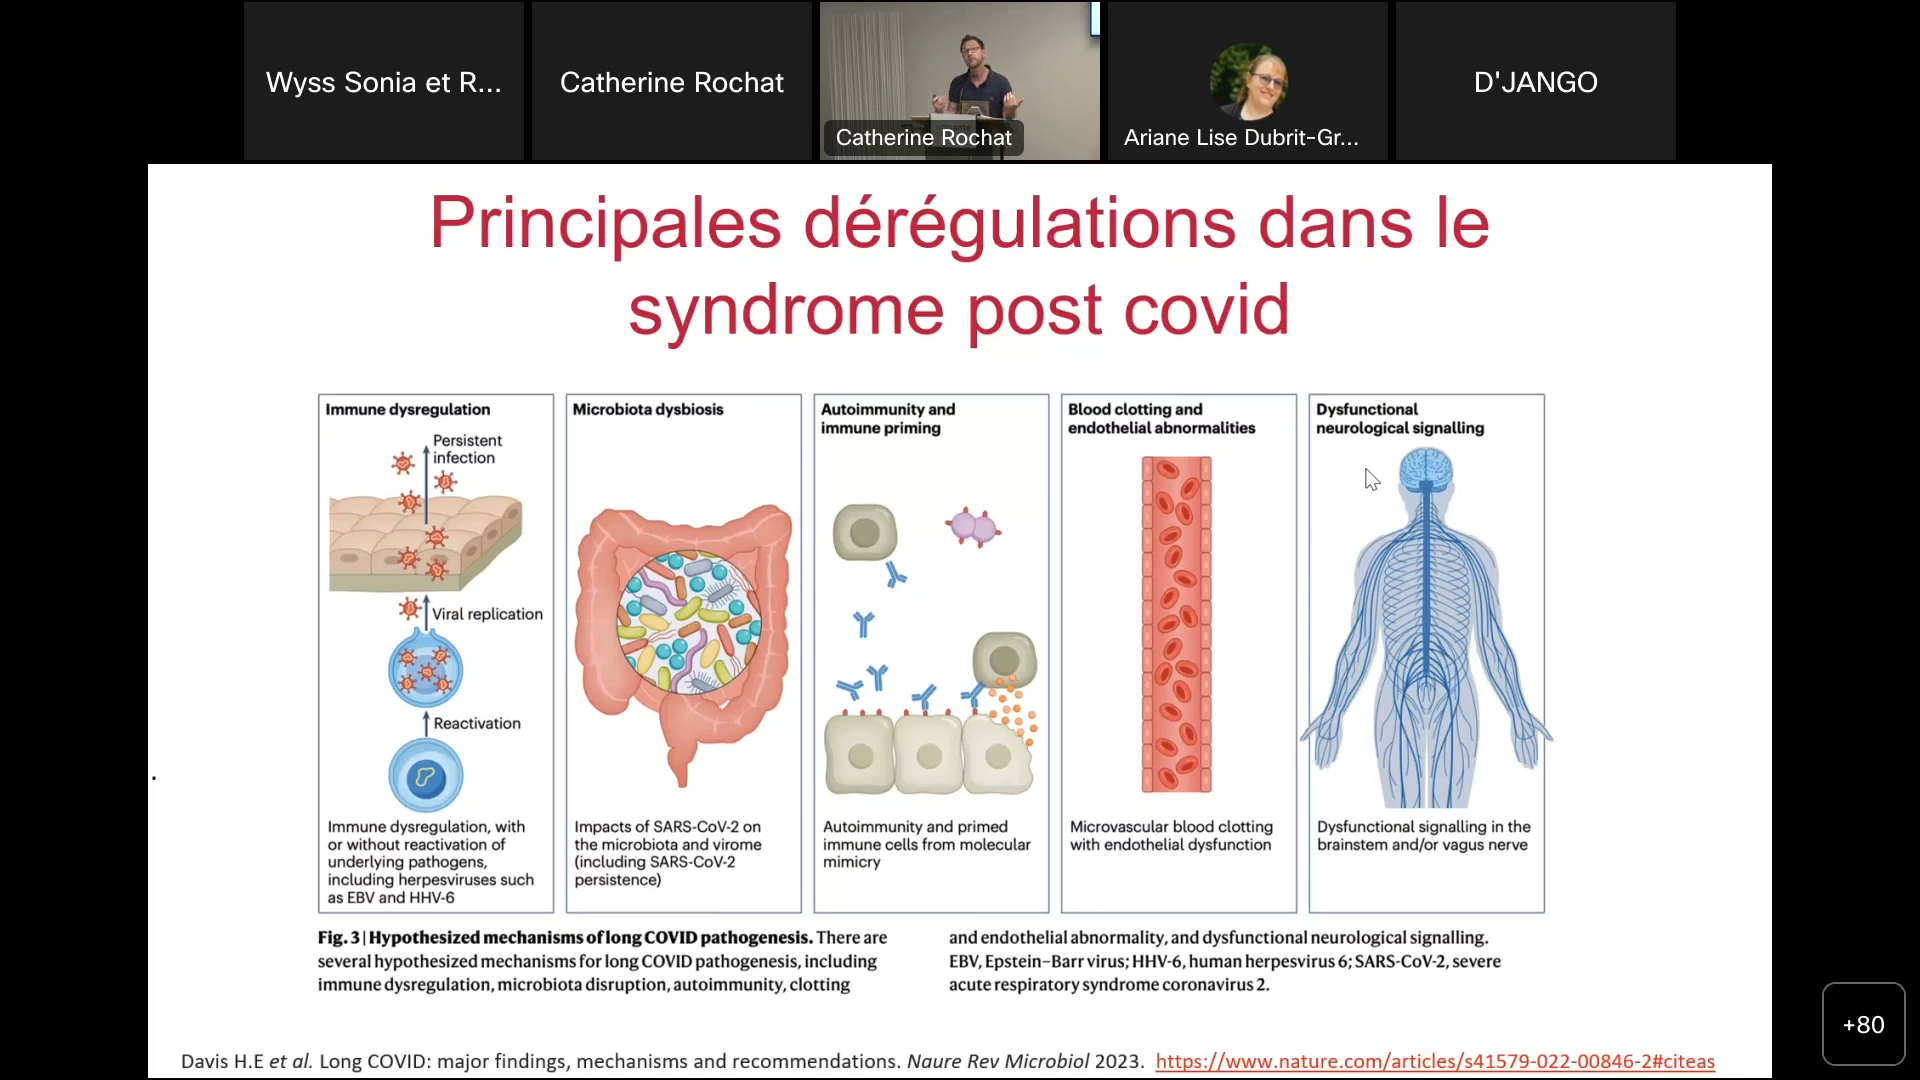 Wyss Sonia et R...
Catherine Rochat
Catherine Rochat
Ariane Lise Dubrit-Gr...
D'JANGO
Principales dérégulations dans le
syndrome post covid
Immune dysregulation
Persistent
infection
Viral replication
Reactivation
Immune dysregulation, with
or without reactivation of
underlying pathogens,
including herpesviruses such
as EBV and HHV-6
Microbiota dysbiosis
Impacts of SARS-CoV-2 on
the microbiota and virome
(including SARS-CoV-2
persistence)
Autoimmunity and
immune priming
Autoimmunity and primed
immune cells from molecular
mimicry
Blood clotting and
endothelial abnormalities
Microvascular blood clotting
with endothelial dysfunction
Dysfunctional
neurological signalling
Dysfunctional signalling in the
brainstem and/or vagus nerve
.
Fig. 3 | Hypothesized mechanisms of long COVID pathogenesis. There are
several hypothesized mechanisms for long COVID pathogenesis, including
immune dysregulation, microbiota disruption, autoimmunity, clotting
and endothelial abnormality, and dysfunctional neurological signalling.
EBV, Epstein–Barr virus; HHV-6, human herpesvirus 6; SARS-CoV-2, severe
acute respiratory syndrome coronavirus 2.
Davis H.E et al. Long COVID: major findings, mechanisms and recommendations. Naure Rev Microbiol 2023. https://www.nature.com/articles/s41579-022-00846-2#citeas
+80